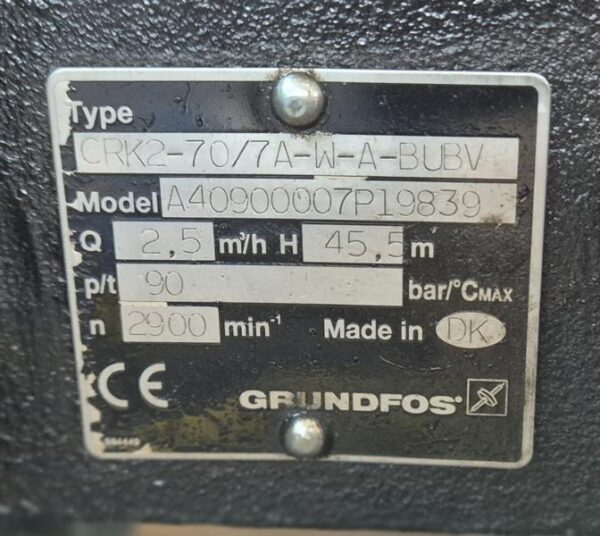 Type
CRK2-70/7A-W-A-BUBV
Model A40900007P19839
Q 2,5 m³/h H 45,5 m
p/t 90 bar/°CMAX
n 2900 min-¹ Made in DK
CE
GRUNDFOS